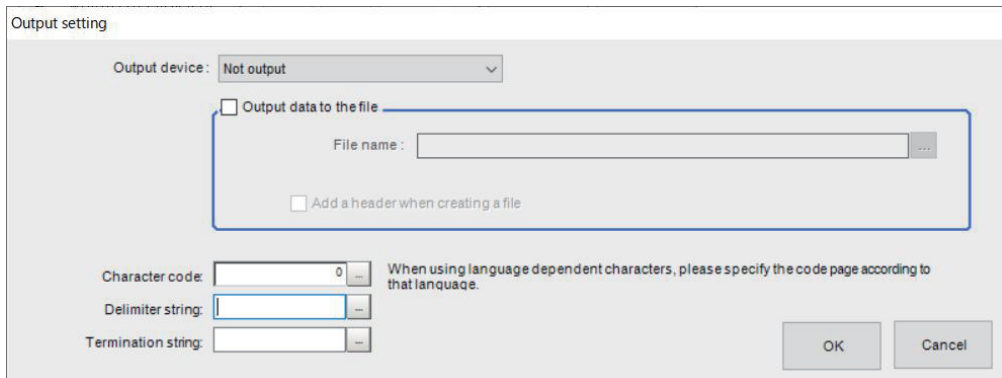 Output setting
Output device: Not output
Output data to the file
File name : ...
Add a header when creating a file
Character code: 0 ... When using language dependent characters, please specify the code page according to
that language.
Delimiter string: ...
Termination string: ...
OK Cancel